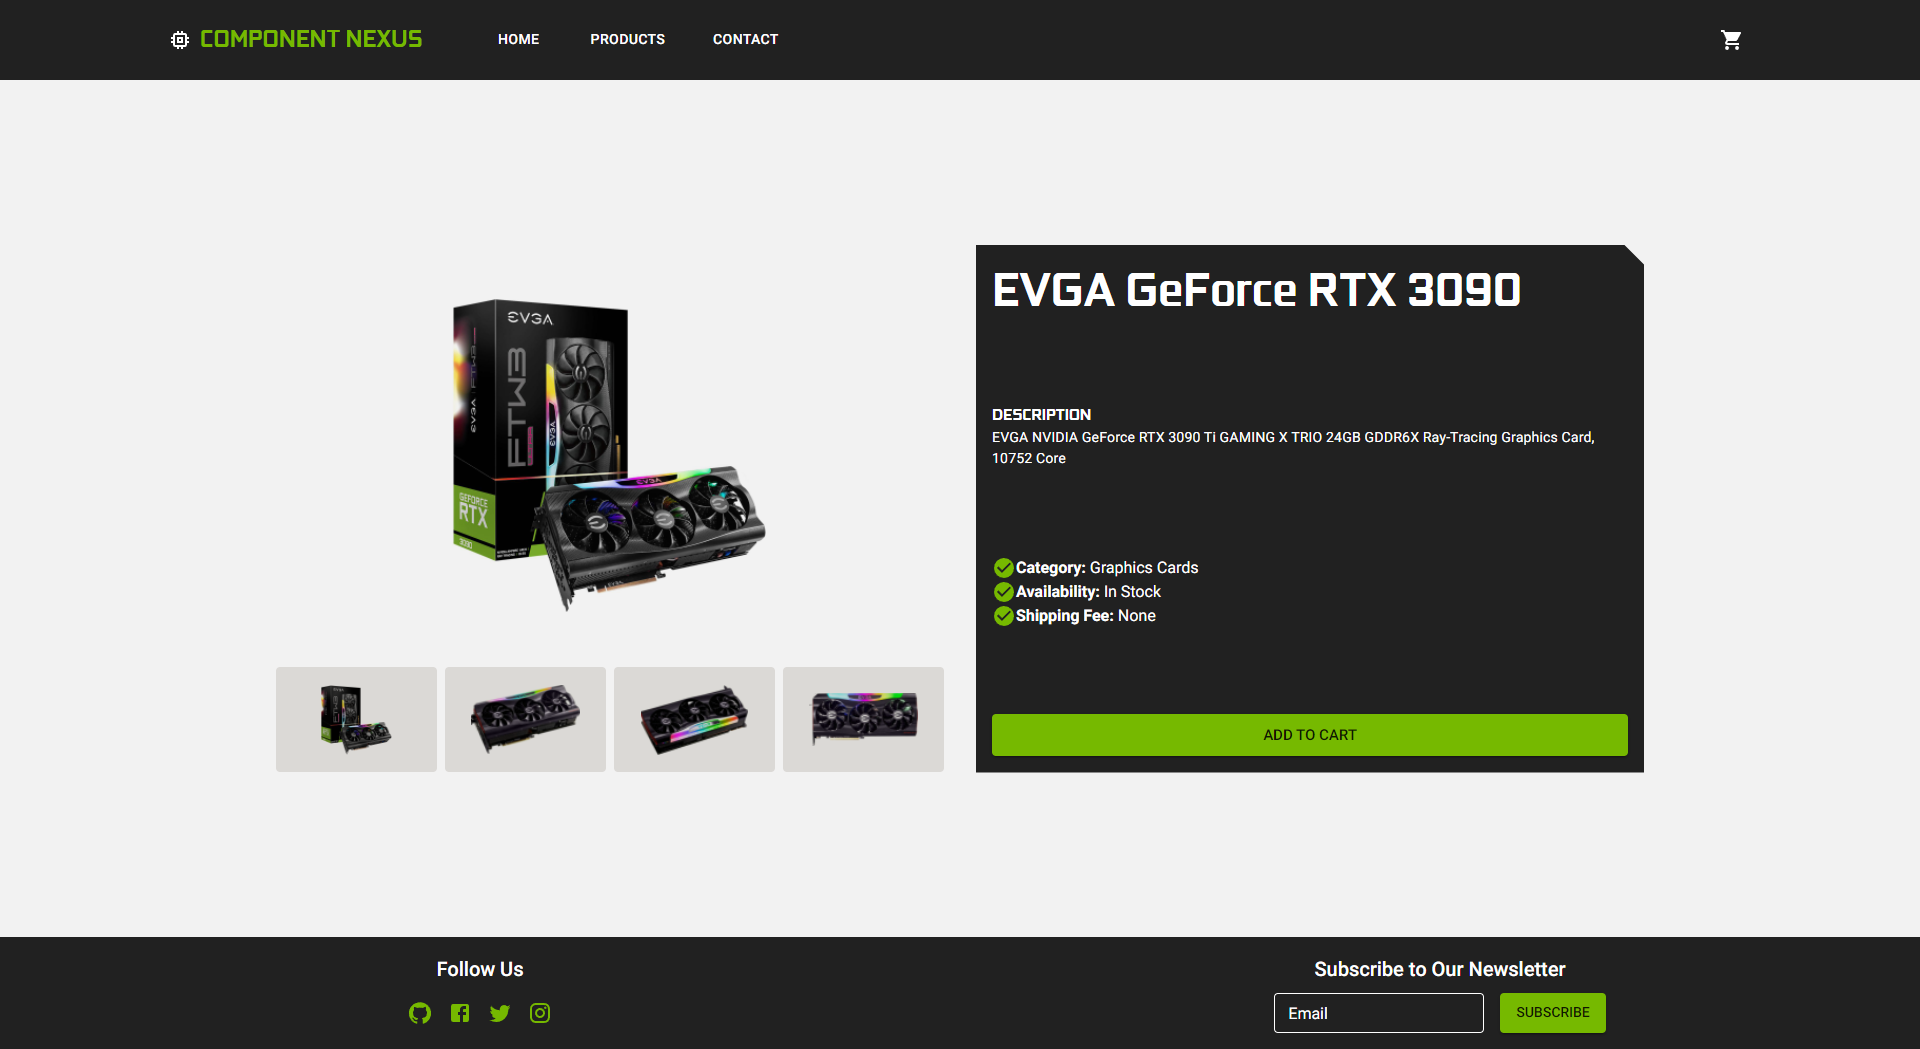 COMPONENT NEXUS
HOME
PRODUCTS
CONTACT
EVGA
FTW3
EVGA
EVGA
GEFORCE
RTX
3090
EVGA
EVGA GeForce RTX 3090
DESCRIPTION
EVGA NVIDIA GeForce RTX 3090 Ti GAMING X TRIO 24GB GDDR6X Ray-Tracing Graphics Card,
10752 Core
Category: Graphics Cards
Availability: In Stock
Shipping Fee: None
ADD TO CART
Follow Us
Subscribe to Our Newsletter
Email
SUBSCRIBE